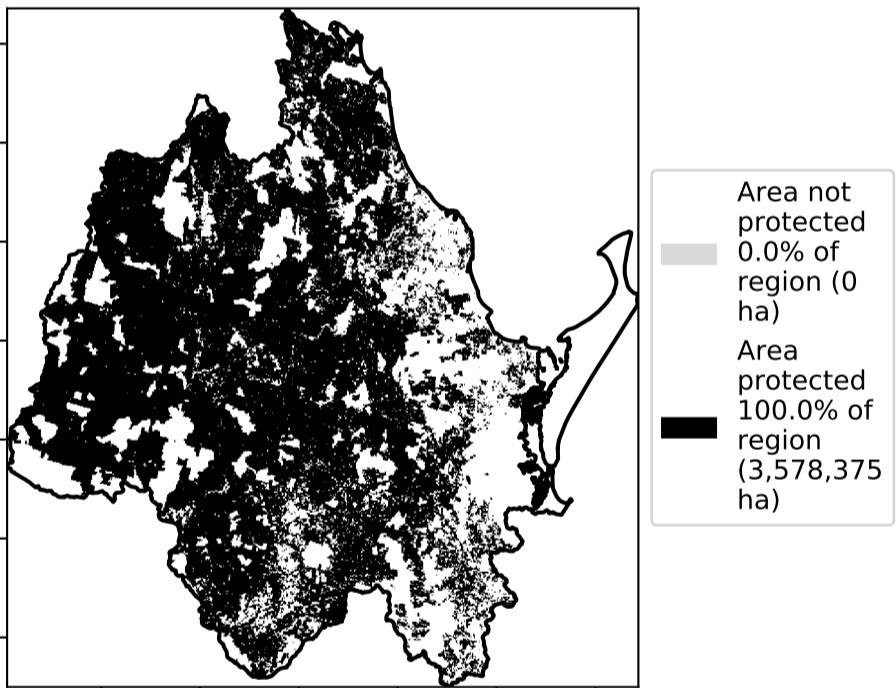 Area not
protected
0.0% of
region (0
ha)
Area
protected
100.0% of
region
(3,578,375
ha)